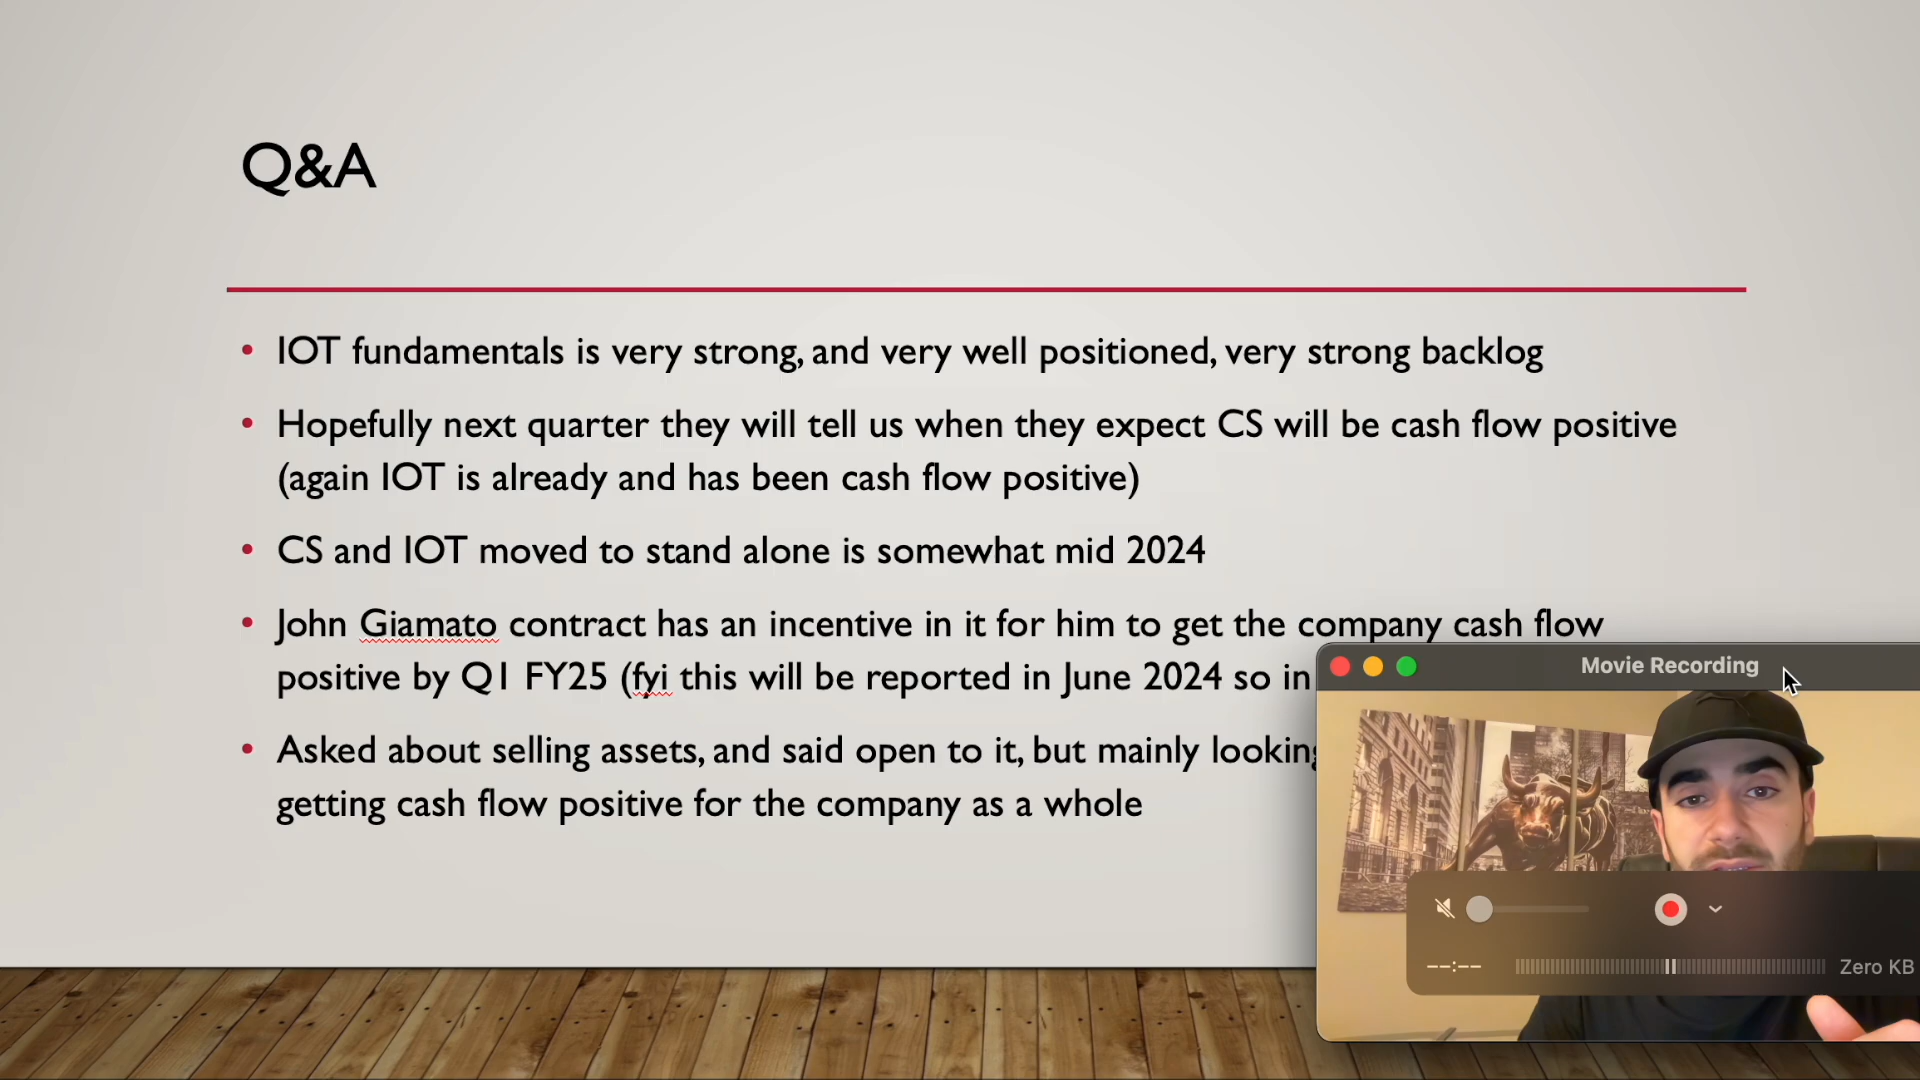 Q&A
• IOT fundamentals is very strong, and very well positioned, very strong backlog
• Hopefully next quarter they will tell us when they expect CS will be cash flow positive
(again IOT is already and has been cash flow positive)
• CS and IOT moved to stand alone is somewhat mid 2024
• John Giamato contract has an incentive in it for him to get the company cash flow
positive by Q1 FY25 (fyi this will be reported in June 2024 so in
• Asked about selling assets, and said open to it, but mainly looking
getting cash flow positive for the company as a whole
Movie Recording
--:--
Zero KB